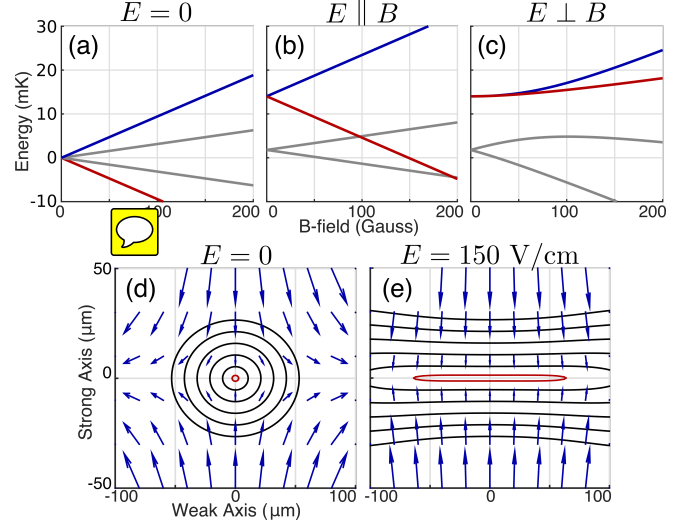 E = 0
E ∥ B
E ⊥ B
(a)
(b)
(c)
Energy (mK)
30
20
10
0
-10
0
100
200
0
100
200
0
100
200
B-field (Gauss)
E = 0
E = 150 V/cm
(d)
(e)
Strong Axis (μm)
50
0
-50
-100
0
100
-100
0
100
Weak Axis (μm)